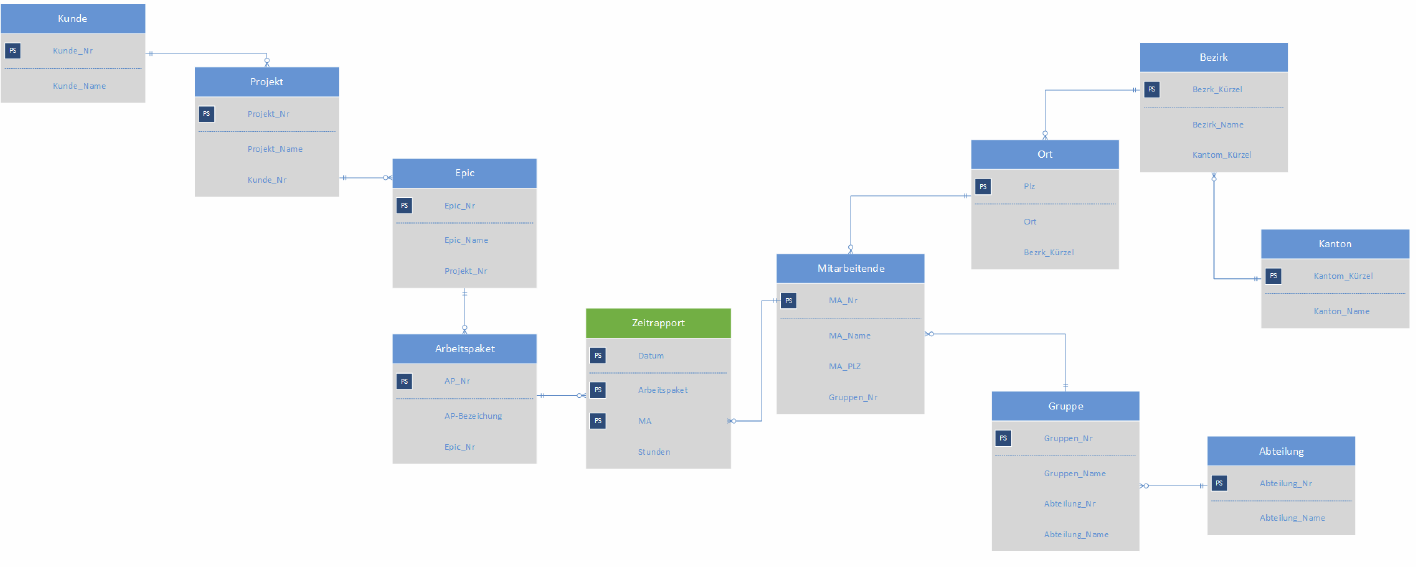 Kunde
PS Kunde_Nr
Kunde_Name
Projekt
PS Projekt_Nr
Projekt_Name
Kunde_Nr
Epic
PS Epic_Nr
Epic_Name
Projekt_Nr
Arbeitspaket
PS AP_Nr
AP-Bezeichung
Epic_Nr
Zeitrapport
PS Datum
PS Arbeitspaket
PS MA
Stunden
Mitarbeitende
PS MA_Nr
MA_Name
MA_PLZ
Gruppen_Nr
Ort
PS Plz
Ort
Bezrk_Kürzel
Bezirk
PS Bezrk_Kürzel
Bezirk_Name
Kantom_Kürzel
Kanton
PS Kantom_Kürzel
Kanton_Name
Gruppe
PS Gruppen_Nr
Gruppen_Name
Abteilung_Nr
Abteilung_Name
Abteilung
PS Abteilung_Nr
Abteilung_Name